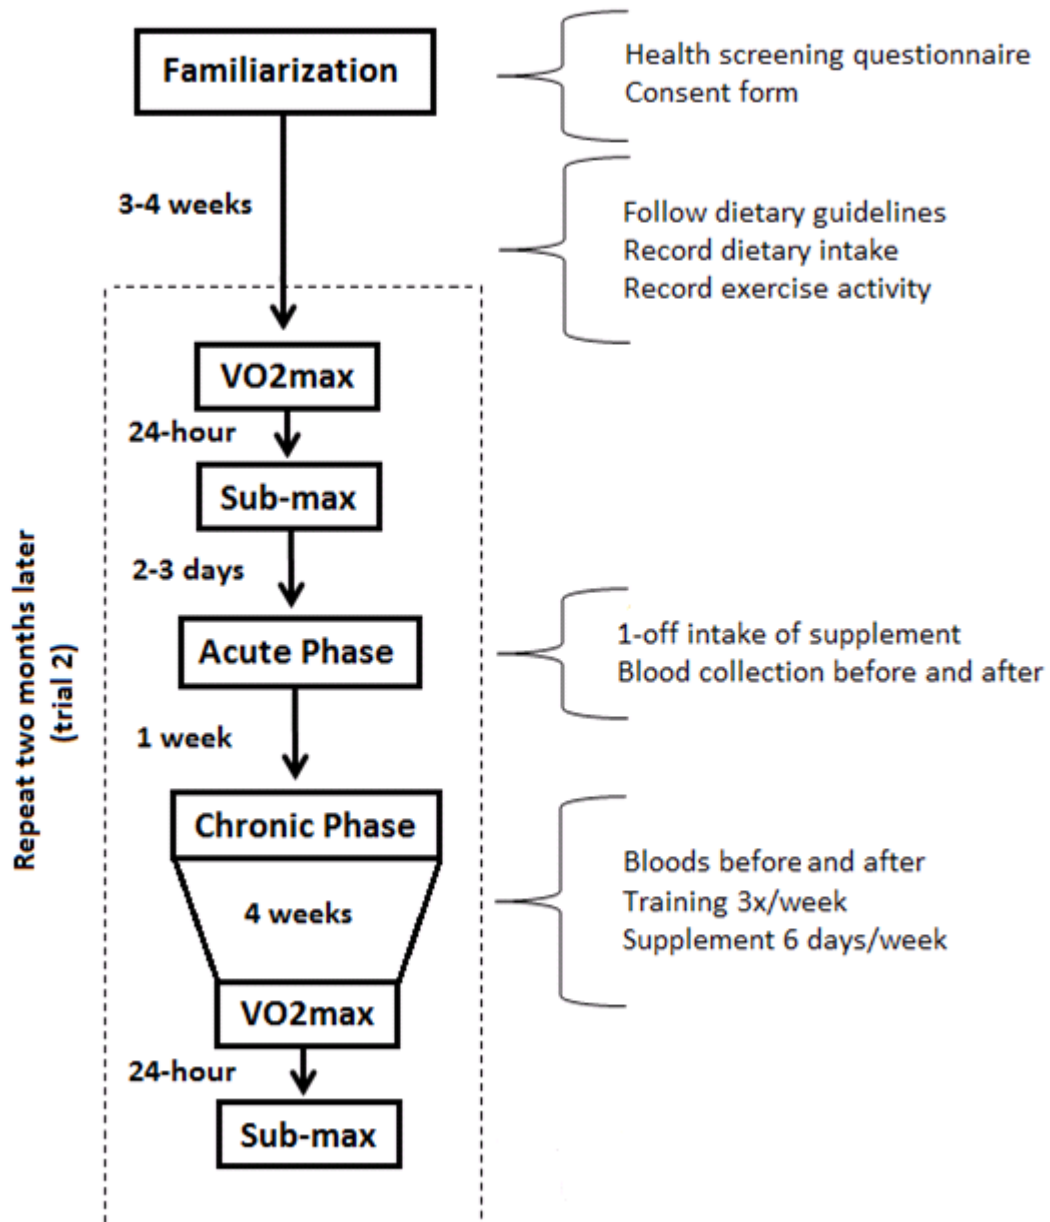 Familiarization
Health screening questionnaire
Consent form
3-4 weeks
Follow dietary guidelines
Record dietary intake
Record exercise activity
VO2max
24-hour
Sub-max
2-3 days
Repeat two months later
(trial 2)
Acute Phase
1-off intake of supplement
Blood collection before and after
1 week
Chronic Phase
4 weeks
Bloods before and after
Training 3x/week
Supplement 6 days/week
VO2max
24-hour
Sub-max